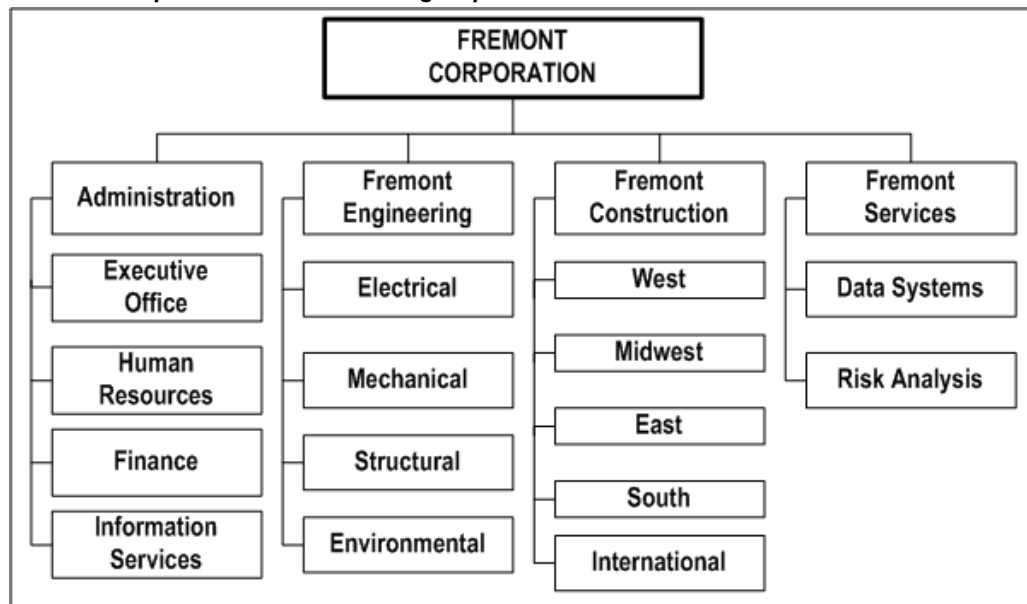 FREMONT
CORPORATION
Administration
Executive
Office
Human
Resources
Finance
Information
Services
Fremont
Engineering
Electrical
Mechanical
Structural
Environmental
Fremont
Construction
West
Midwest
East
South
International
Fremont
Services
Data Systems
Risk Analysis